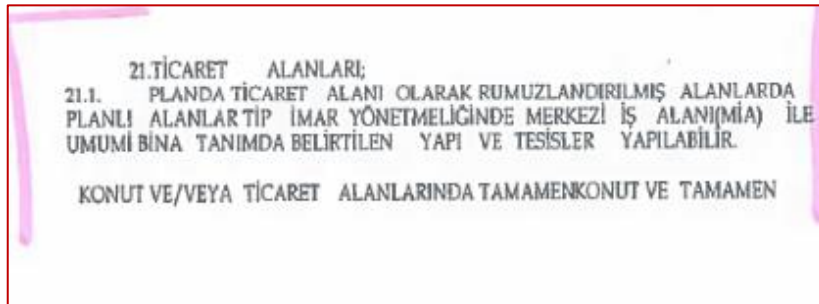 21.TİCARET ALANLARI;
21.1. PLANDA TİCARET ALANI OLARAK RUMUZLANDIRILMIŞ ALANLARDA
PLANLI ALANLAR TİP İMAR YÖNETMELİĞİNDE MERKEZİ İŞ ALANI(MİA) İLE
UMUMİ BİNA TANIMDA BELİRTİLEN YAPI VE TESİSLER YAPILABİLİR.
KONUT VE/VEYA TİCARET ALANLARINDA TAMAMENKONUT VE TAMAMEN